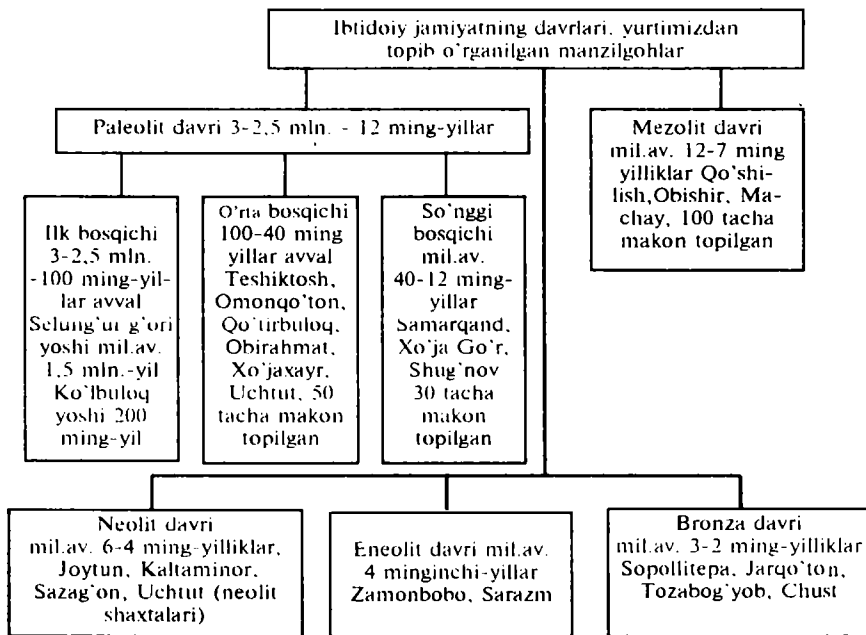 Ibtidoiy jamiyatning davrlari, yurtimizdan
topib o'rganilgan manzilgohlar
Paleolit davri 3-2,5 mln. - 12 ming-yillar
Mezolit davri
mil.av. 12-7 ming
yilliklar Qo'shi-
lish,Obishir, Ma-
chay, 100 tacha
makon topilgan
Ilk bosqichi
3-2,5 mln.
-100 ming-yil-
lar avval
Selung'ur g'ori
yoshi mil.av.
1,5 mln.-yil
Ko'lbuloq
yoshi 200
ming-yil
O'rta bosqichi
100-40 ming
yillar avval
Teshiktosh,
Omonqo'ton,
Qo'tirbuloq,
Obirahmat,
Xo'jaxayr,
Uchtut, 50
tacha makon
topilgan
So'nggi
bosqichi
mil.av.
40-12 ming-
yillar
Samarqand,
Xo'ja Go'r,
Shug'nov
30 tacha
makon
topilgan
Neolit davri
mil.av. 6-4 ming-yilliklar,
Joytun, Kaltaminor,
Sazag'on, Uchtut (neolit
shaxtalari)
Eneolit davri mil.av.
4 minginchi-yillar
Zamonbobo, Sarazm
Bronza davri
mil.av. 3-2 ming-yilliklar
Sopollitepa, Jarqo'ton,
Tozabog'yob, Chust